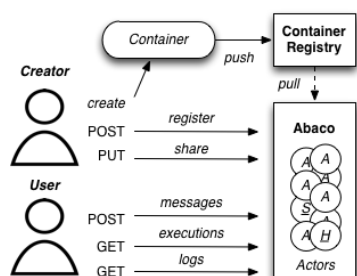 Container
Container
Registry
push
pull
Creator
create
POST
register
PUT
share
Abaco
A
A
A
A
A
S
A
A
H
Actors
User
POST
messages
GET
executions
GET
logs